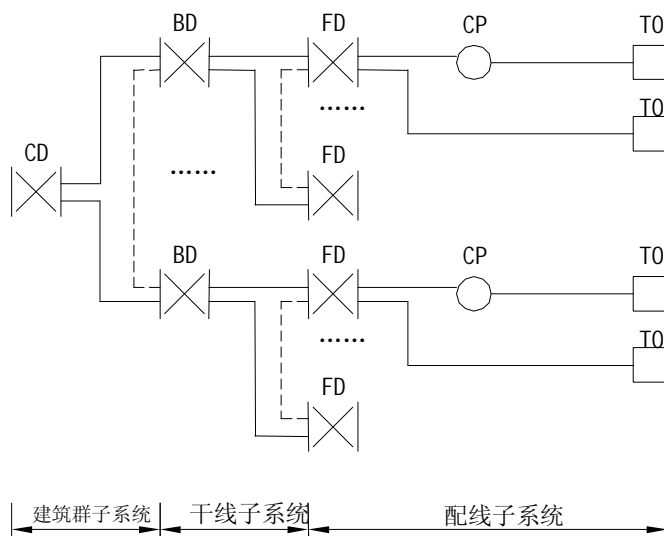 BD FD CP TO
…… TO
CD …… FD
BD FD CP TO
…… TO
FD
建筑群子系统 干线子系统 配线子系统